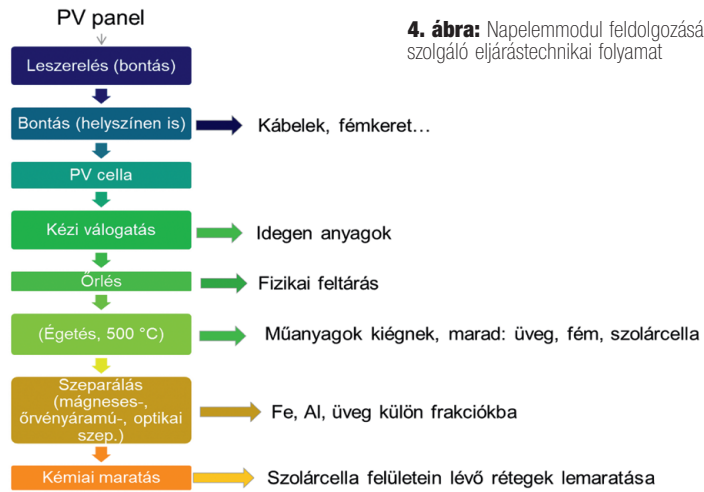 PV panel
4. ábra: Napelemmodul feldolgozásá
szolgáló eljárástechnikai folyamat
Leszerelés (bontás)
Bontás (helyszínen is)
Kábelek, fémkeret…
PV cella
Kézi válogatás
Idegen anyagok
Őrlés
Fizikai feltárás
(Égetés, 500 °C)
Műanyagok kiégnek, marad: üveg, fém, szolárcella
Szeparálás
(mágneses-,
őrvényáramú-, optikai
szep.)
Fe, Al, üveg külön frakciókba
Kémiai maratás
Szolárcella felületein lévő rétegek lemaratása